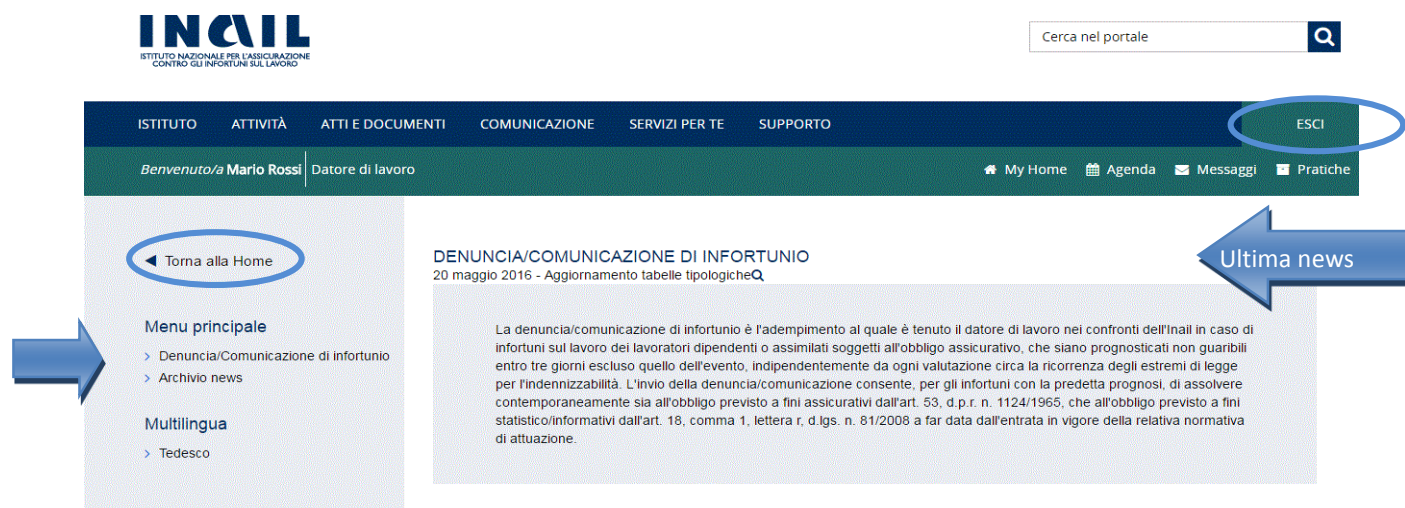 INAIL
ISTITUTO NAZIONALE PER L'ASSICURAZIONE
CONTRO GLI INFORTUNI SUL LAVORO
Cerca nel portale
ISTITUTO ATTIVITÀ ATTI E DOCUMENTI COMUNICAZIONE SERVIZI PER TE SUPPORTO ESCI
Benvenuto/a Mario Rossi Datore di lavoro My Home Agenda Messaggi Pratiche
Torna alla Home
Menu principale
Denuncia/Comunicazione di infortunio
Archivio news
Multilingua
Tedesco
DENUNCIA/COMUNICAZIONE DI INFORTUNIO
20 maggio 2016 - Aggiornamento tabelle tipologiche
Ultima news
La denuncia/comunicazione di infortunio è l'adempimento al quale è tenuto il datore di lavoro nei confronti dell'Inail in caso di
infortuni sul lavoro dei lavoratori dipendenti o assimilati soggetti all'obbligo assicurativo, che siano prognosticati non guaribili
entro tre giorni escluso quello dell'evento, indipendentemente da ogni valutazione circa la ricorrenza degli estremi di legge
per l'indennizzabilità. L'invio della denuncia/comunicazione consente, per gli infortuni con la predetta prognosi, di assolvere
contemporaneamente sia all'obbligo previsto a fini assicurativi dall'art. 53, d.p.r. n. 1124/1965, che all'obbligo previsto a fini
statistico/informativi dall'art. 18, comma 1, lettera r, d.lgs. n. 81/2008 a far data dall'entrata in vigore della relativa normativa
di attuazione.